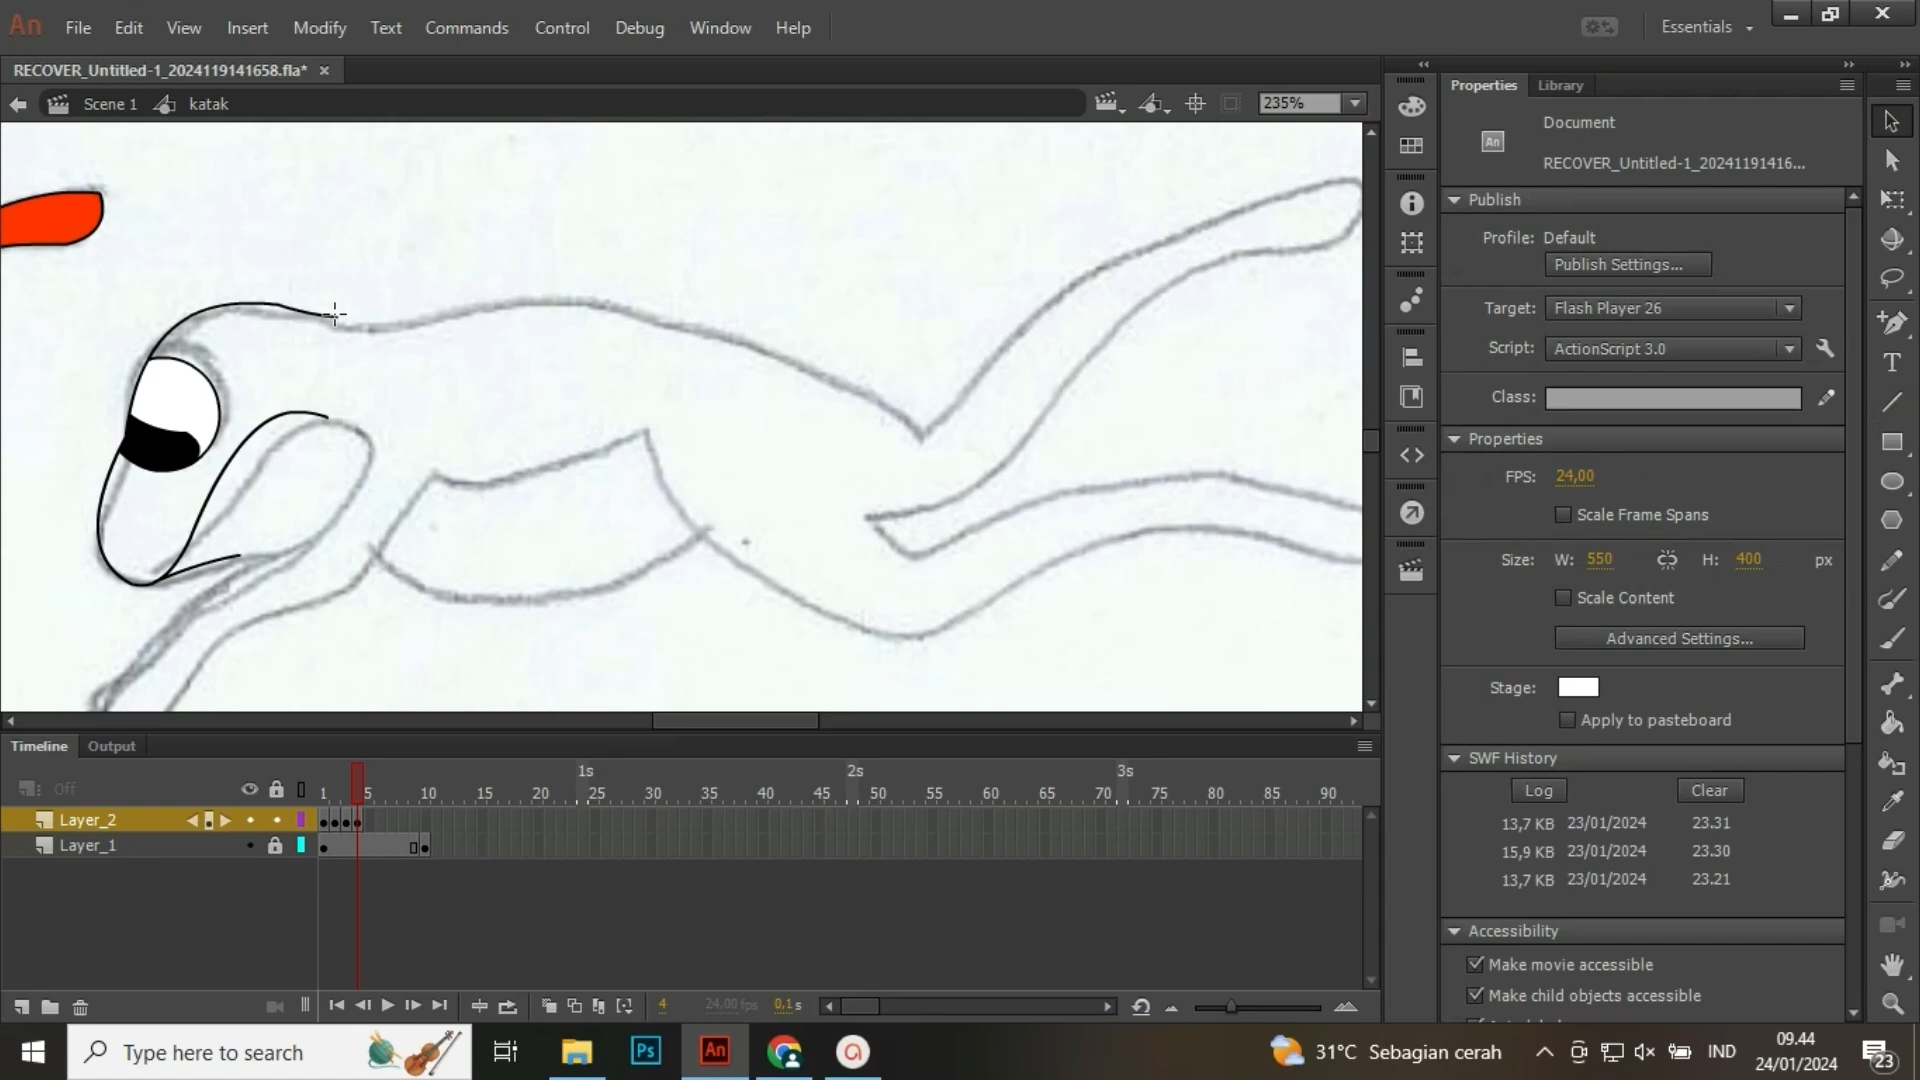 An File Edit View Insert Modify Text Commands Control Debug Window Help Essentials
RECOVER_Untitled-1_2024119141658.fla* ×
Scene 1 katak 235%
Properties Library
Document
An RECOVER_Untitled-1_20241191416...
Publish
Profile: Default
Publish Settings...
Target: Flash Player 26
Script: ActionScript 3.0
Class:
Properties
FPS: 24,00
Scale Frame Spans
Size: W: 550 H: 400 px
Scale Content
Advanced Settings...
Stage:
Apply to pasteboard
SWF History
Log Clear
13,7 KB 23/01/2024 23.31
15,9 KB 23/01/2024 23.30
13,7 KB 23/01/2024 23.21
Accessibility
Make movie accessible
Make child objects accessible
Timeline Output
1s 2s 3s
Off 1 5 10 15 20 25 30 35 40 45 50 55 60 65 70 75 80 85 90
Layer_2
Layer_1
4 24,00 fps 0,1 s
Type here to search Ps An 31°C Sebagian cerah IND 09.44
24/01/2024 23